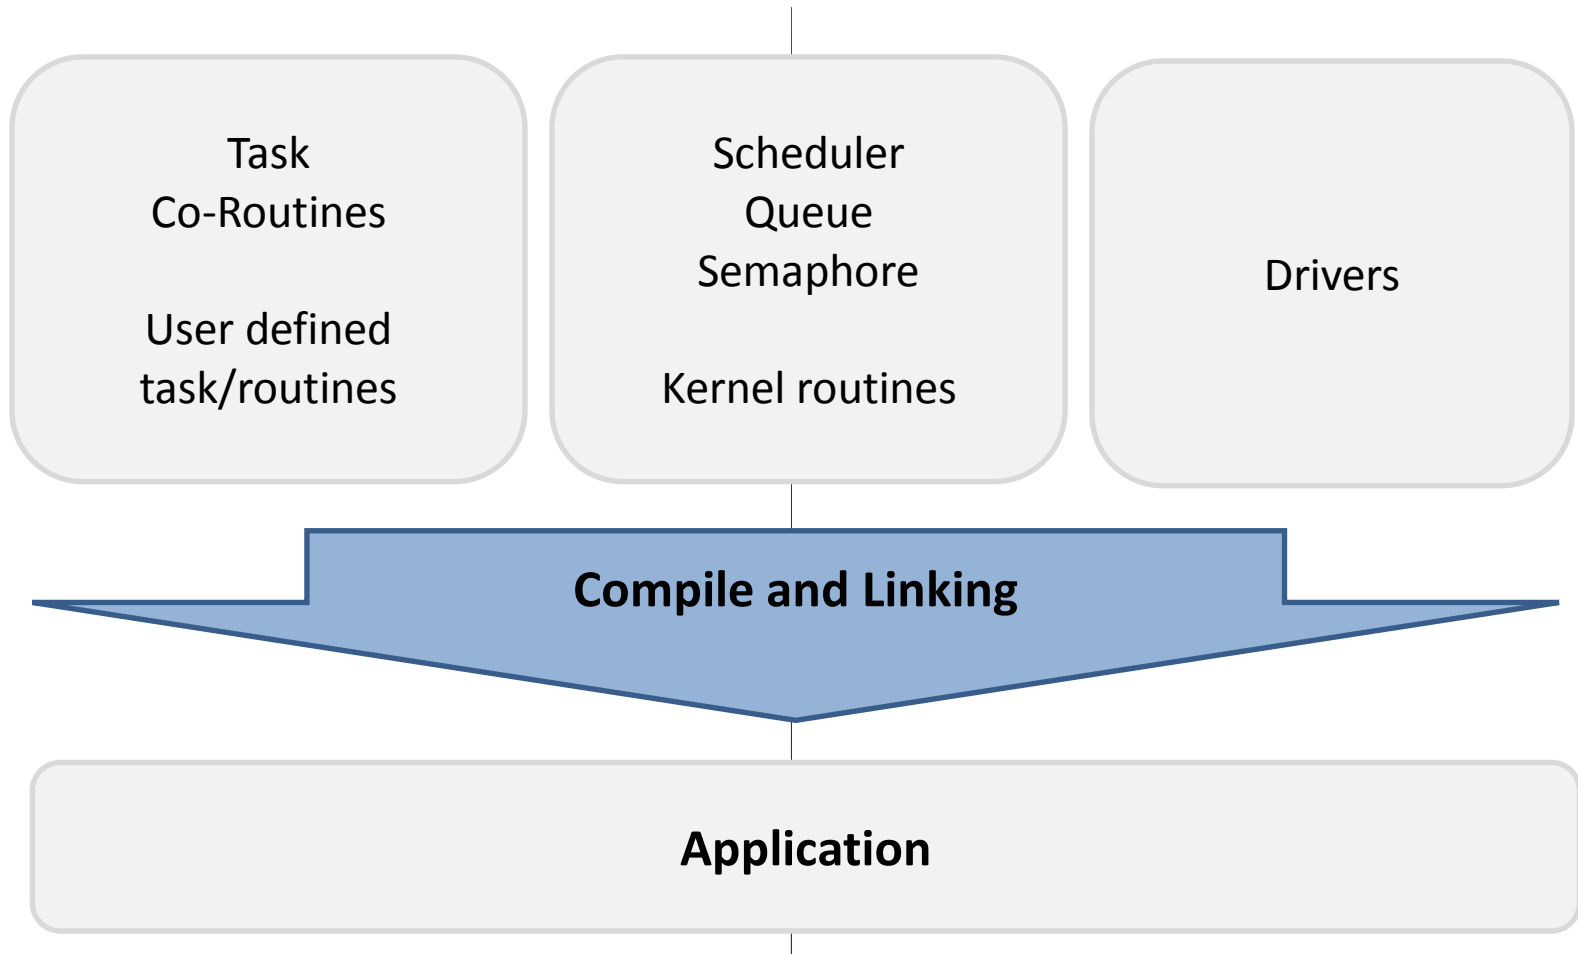 Task
Co-Routines
User defined
task/routines
Scheduler
Queue
Semaphore
Kernel routines
Drivers
Compile and Linking
Application